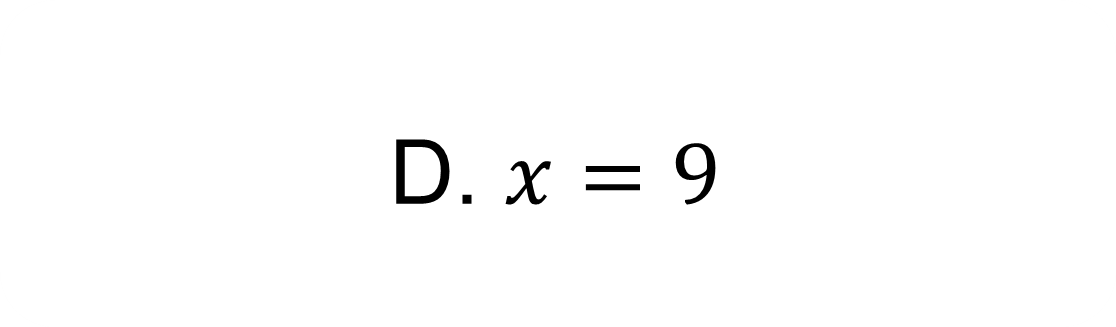 D. x = 9